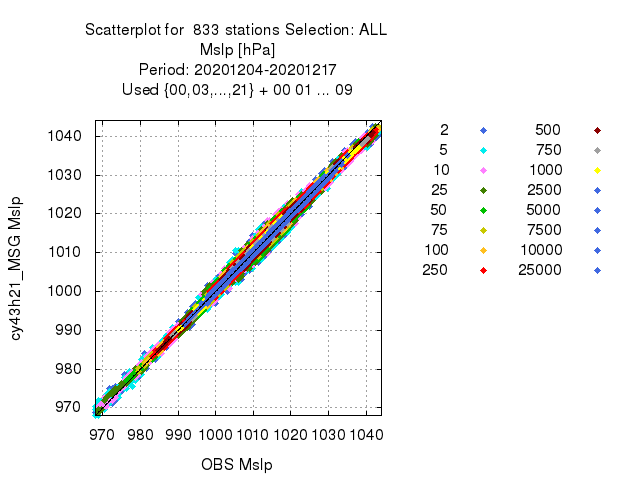 Scatterplot for 833 stations Selection: ALL
Mslp [hPa]
Period: 20201204-20201217
Used {00,03,...,21} + 00 01 ... 09
cy43h21_MSG Mslp
1040
1030
1020
1010
1000
990
980
970
970 980 990 1000 1010 1020 1030 1040
OBS Mslp
2 500
5 750
10 1000
25 2500
50 5000
75 7500
100 10000
250 25000